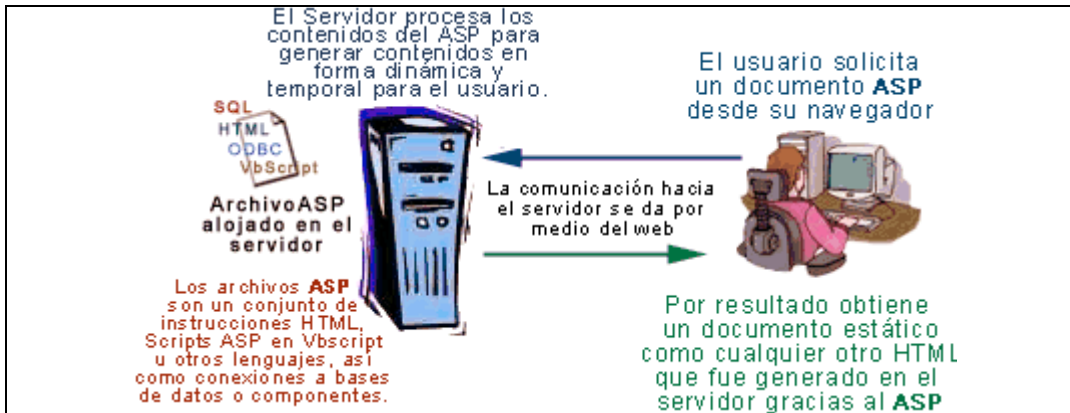 El Servidor procesa los
contenidos del ASP para
generar contenidos en
forma dinámica y
temporal para el usuario.
SQL
HTML
ODBC
VbScript
ArchivoASP
alojado en el
servidor
Los archivos ASP
son un conjunto de
instrucciones HTML,
Scripts ASP en Vbscript
u otros lenguajes, así
como conexiones a bases
de datos o componentes.
El usuario solicita
un documento ASP
desde su navegador
La comunicación hacia
el servidor se da por
medio del web
Por resultado obtiene
un documento estático
como cualquier otro HTML
que fue generado en el
servidor gracias al ASP